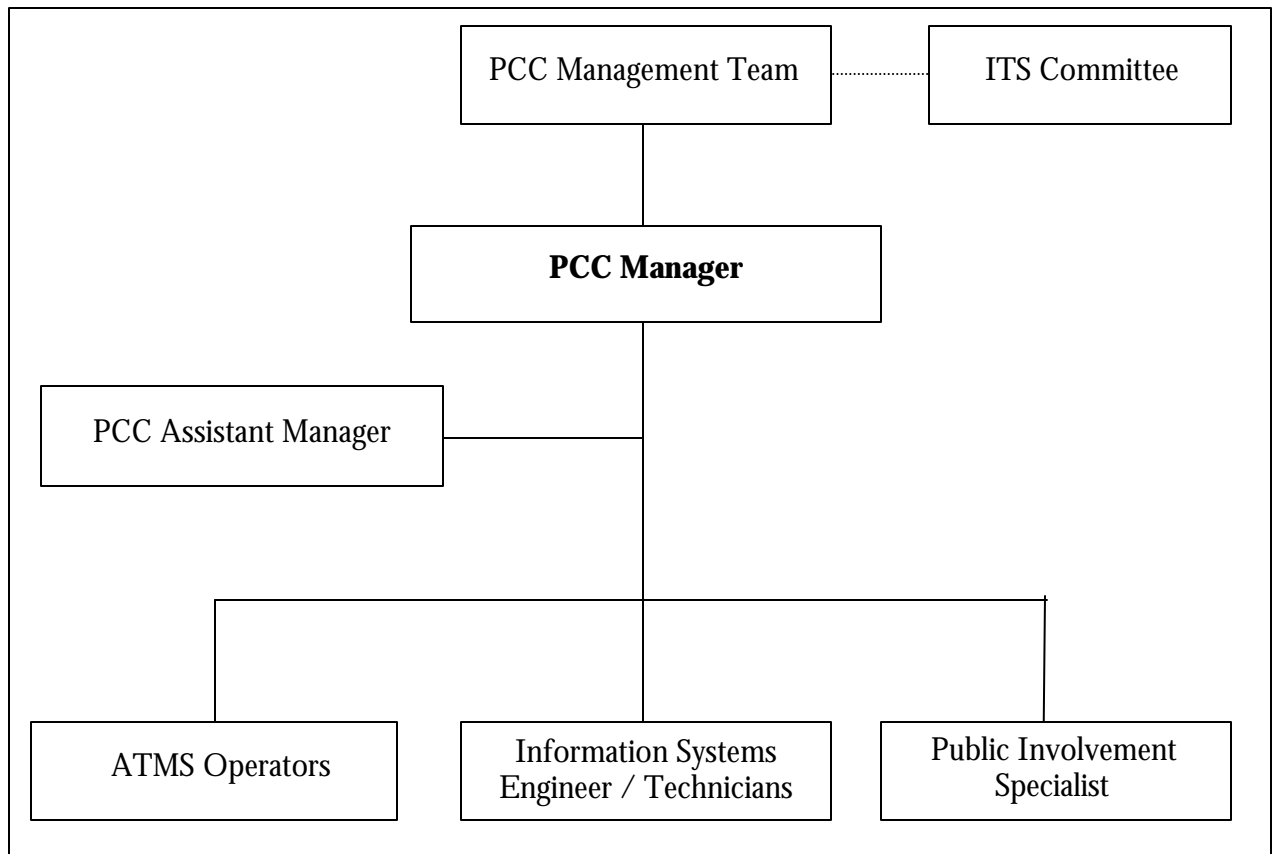 PCC Management Team
ITS Committee
PCC Manager
PCC Assistant Manager
ATMS Operators
Information Systems
Engineer / Technicians
Public Involvement
Specialist